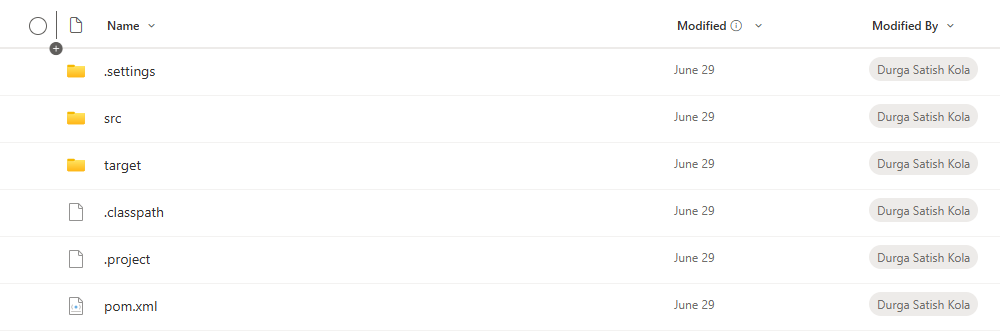 Name Modified Modified By
.settings June 29 Durga Satish Kola
src June 29 Durga Satish Kola
target June 29 Durga Satish Kola
.classpath June 29 Durga Satish Kola
.project June 29 Durga Satish Kola
pom.xml June 29 Durga Satish Kola